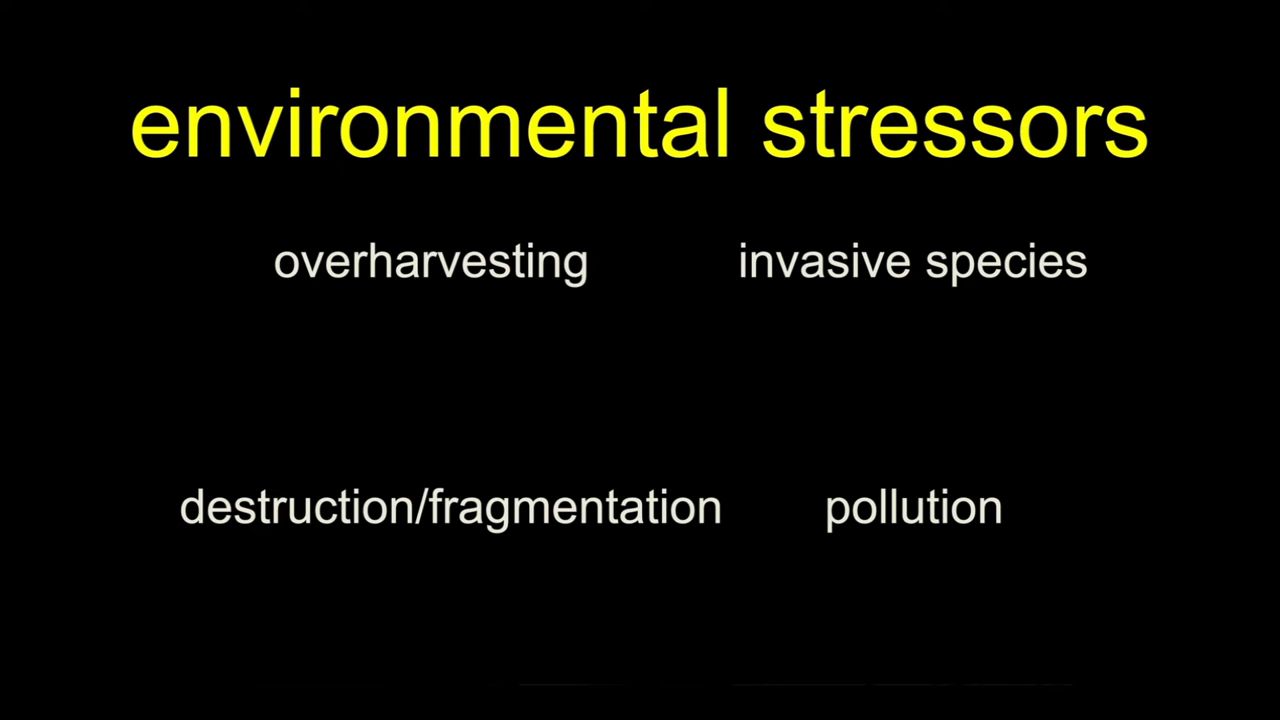 environmental stressors
overharvesting invasive species
destruction/fragmentation pollution